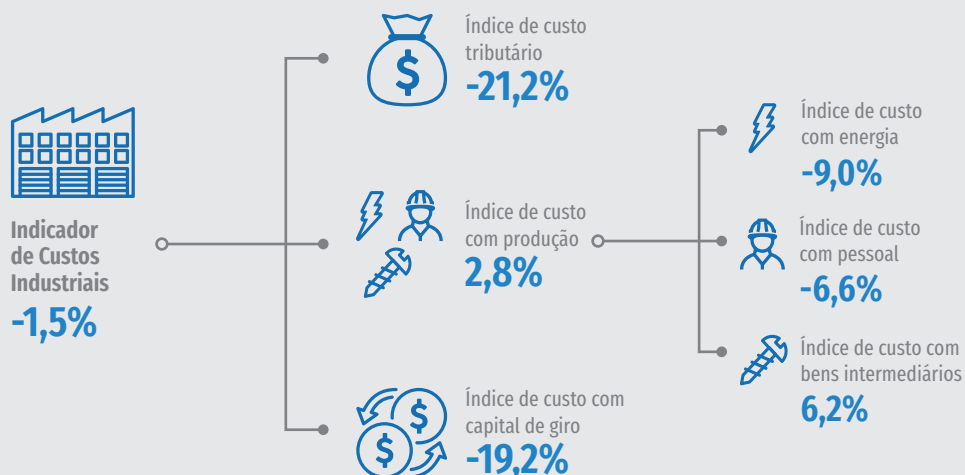 Indicador
de Custos
Industriais
-1,5%
Índice de custo
tributário
-21,2%
$
Índice de custo
com produção
2,8%
Índice de custo com
capital de giro
-19,2%
$
$
Índice de custo
com energia
-9,0%
Índice de custo
com pessoal
-6,6%
Índice de custo com
bens intermediários
6,2%